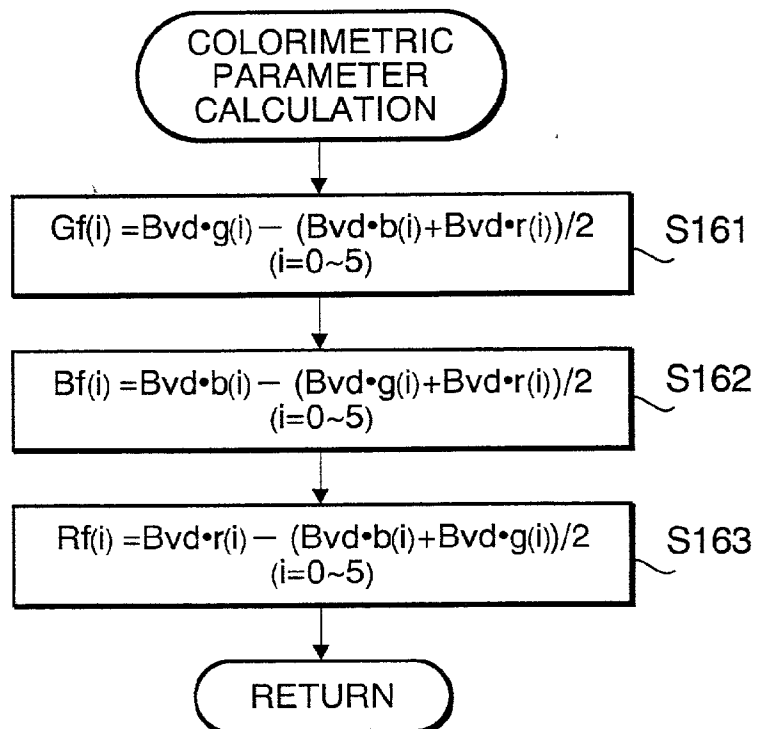 COLORIMETRIC
PARAMETER
CALCULATION
Gf(i) =Bvd•g(i) — (Bvd•b(i)+Bvd•r(i))/2
(i=0~5)
S161
Bf(i) =Bvd•b(i) — (Bvd•g(i)+Bvd•r(i))/2
(i=0~5)
S162
Rf(i) =Bvd•r(i) — (Bvd•b(i)+Bvd•g(i))/2
(i=0~5)
S163
RETURN